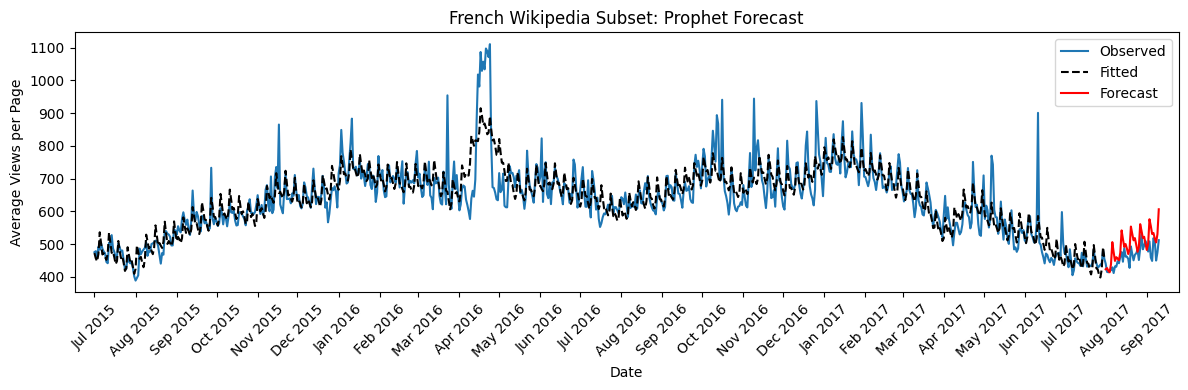 French Wikipedia Subset: Prophet Forecast
Average Views per Page
1100
1000
900
800
700
600
500
400
Observed
Fitted
Forecast
Jul 2015
Aug 2015
Sep 2015
Oct 2015
Nov 2015
Dec 2015
Jan 2016
Feb 2016
Mar 2016
Apr 2016
May 2016
Jun 2016
Jul 2016
Aug 2016
Sep 2016
Oct 2016
Nov 2016
Dec 2016
Jan 2017
Feb 2017
Mar 2017
Apr 2017
May 2017
Jun 2017
Jul 2017
Aug 2017
Sep 2017
Date